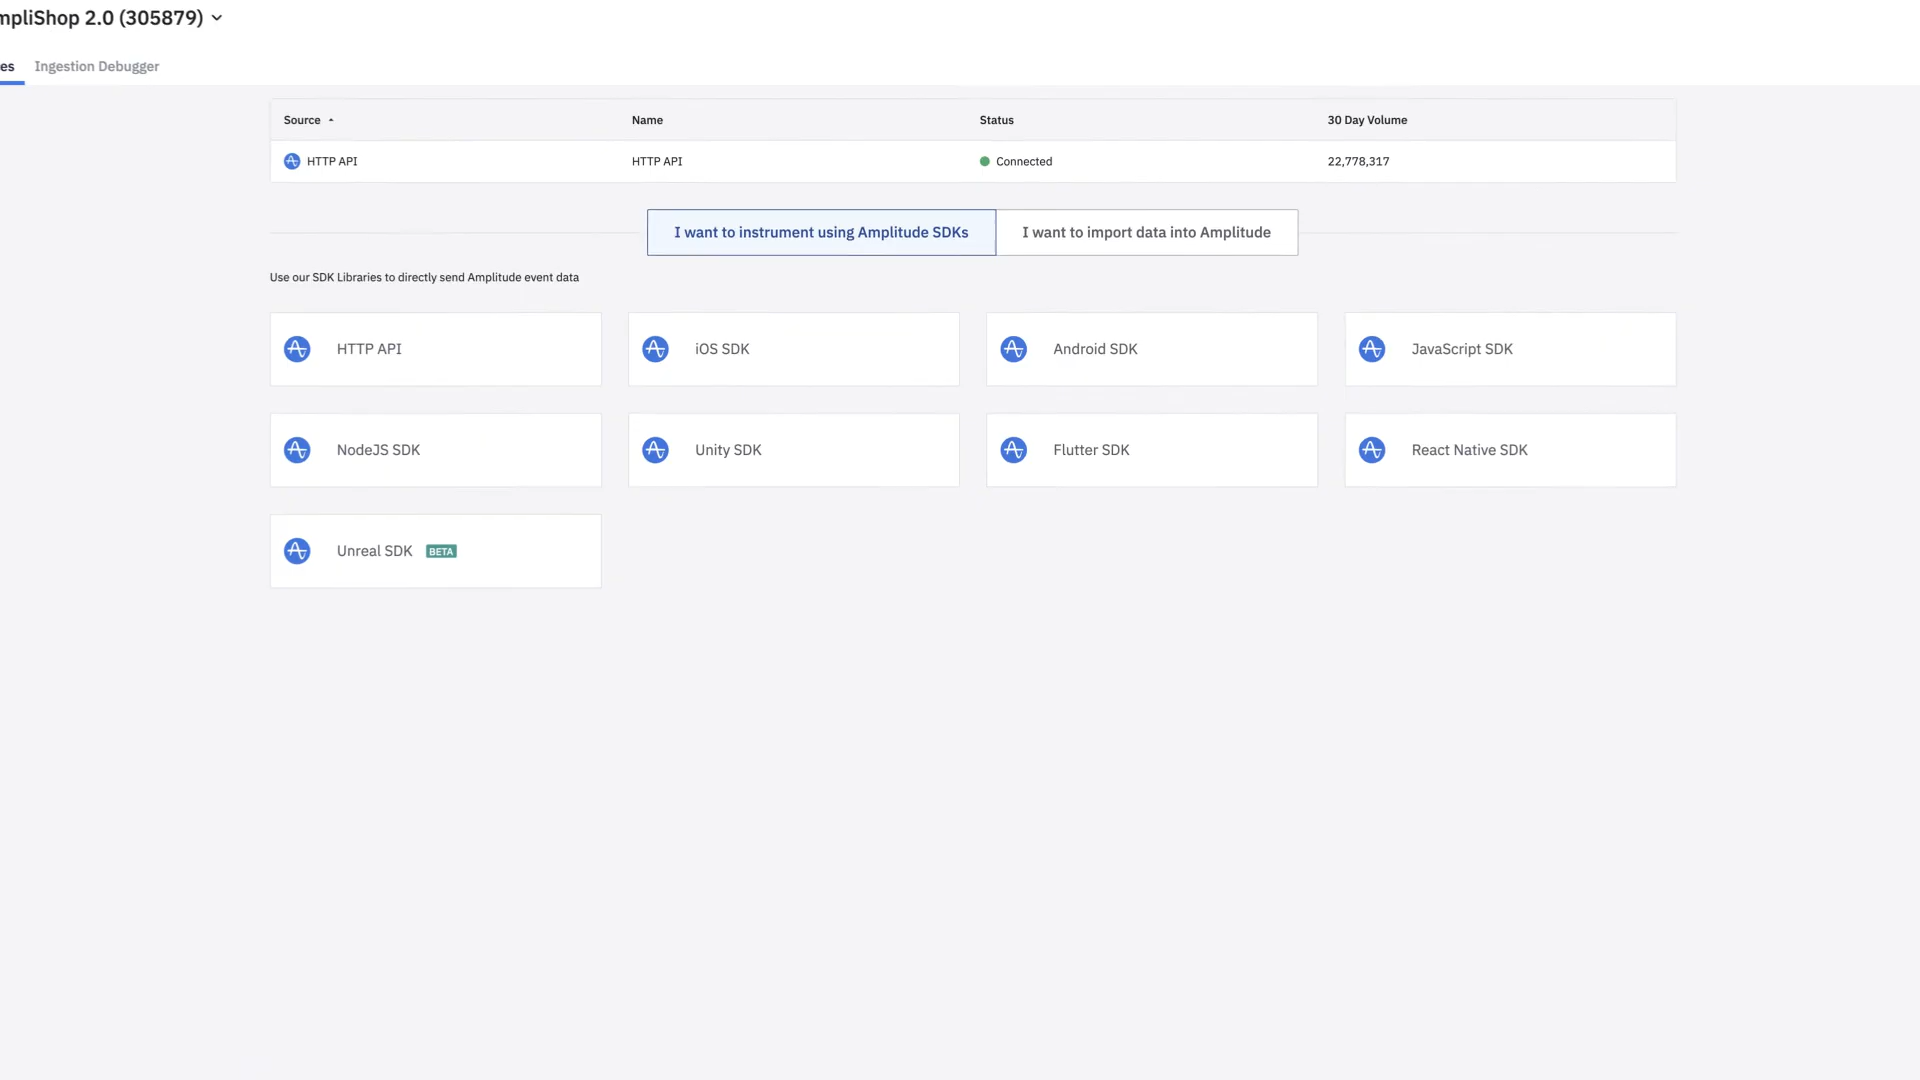 mpliShop 2.0 (305879)
es Ingestion Debugger
Source Name Status 30 Day Volume
HTTP API HTTP API Connected 22,778,317
I want to instrument using Amplitude SDKs I want to import data into Amplitude
Use our SDK Libraries to directly send Amplitude event data
HTTP API iOS SDK Android SDK JavaScript SDK
NodeJS SDK Unity SDK Flutter SDK React Native SDK
Unreal SDK BETA